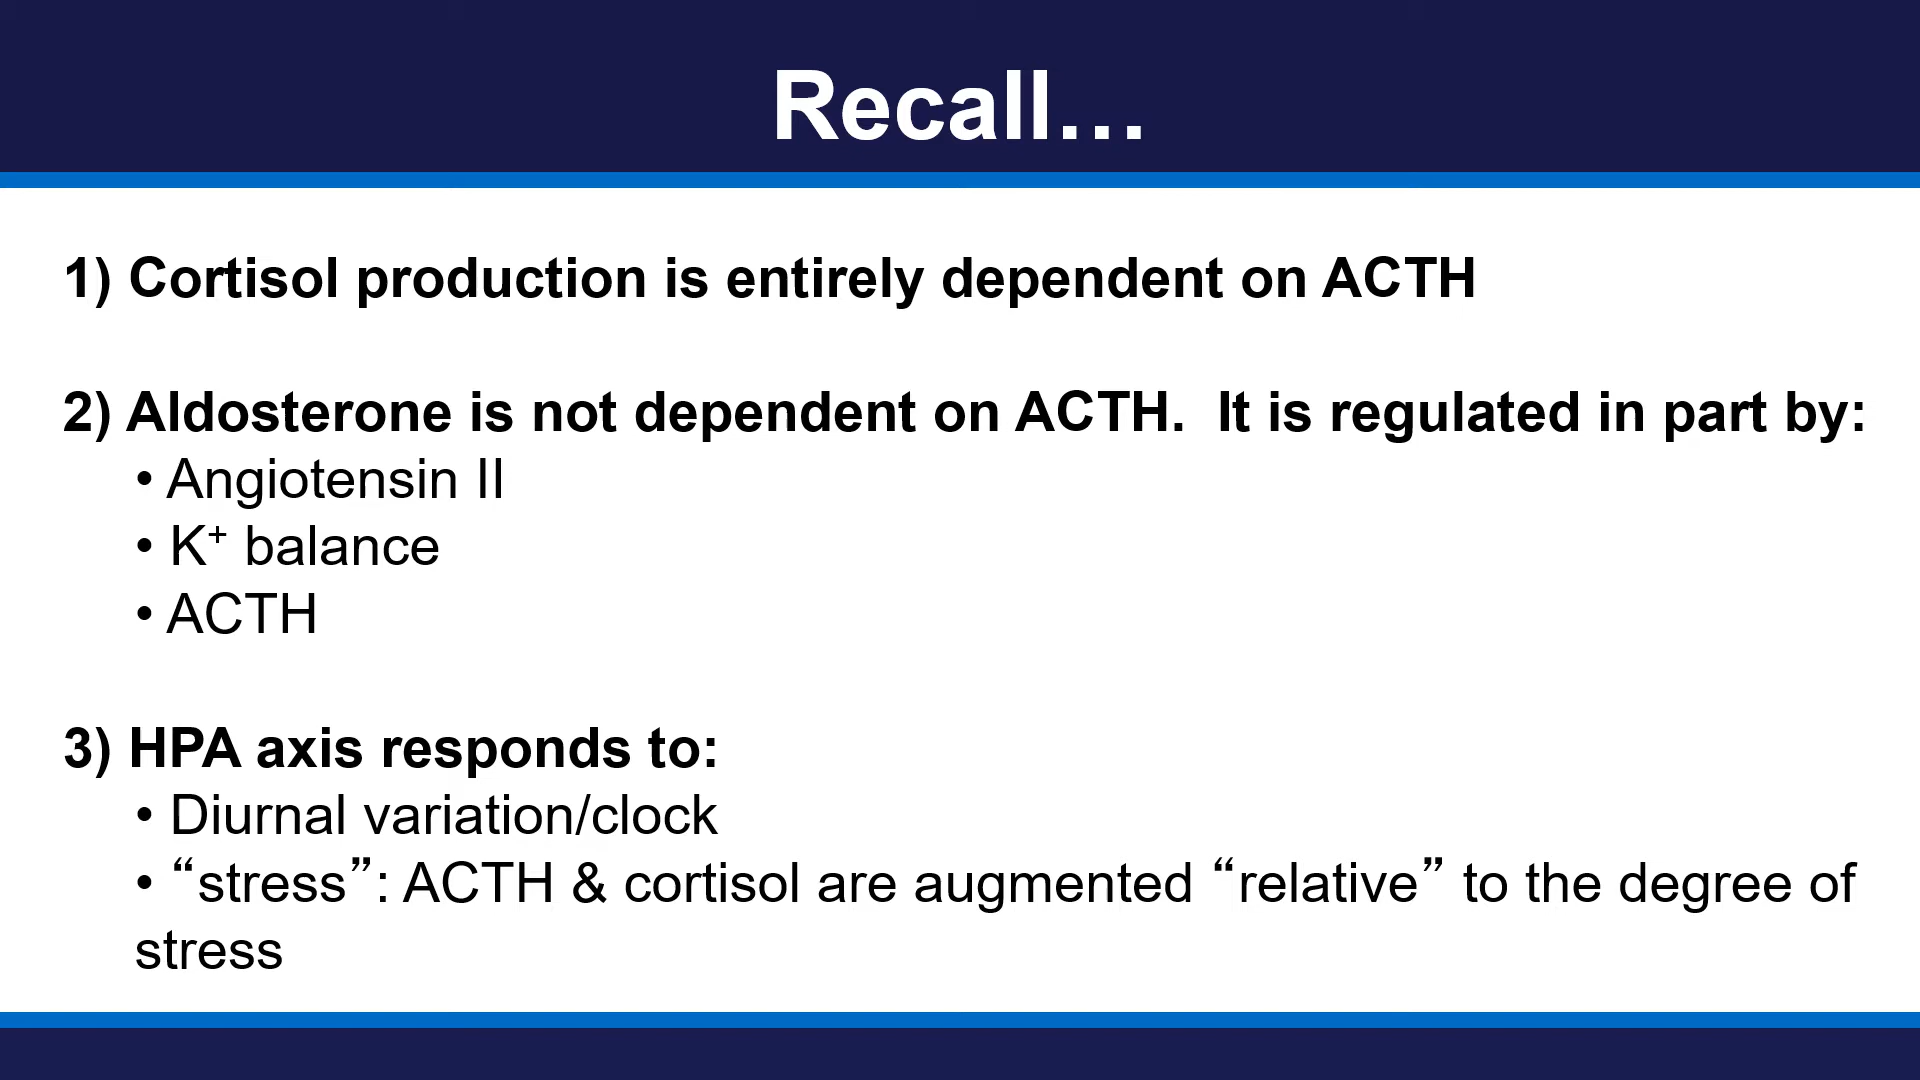 Recall...
1) Cortisol production is entirely dependent on ACTH
2) Aldosterone is not dependent on ACTH.  It is regulated in part by:
• Angiotensin II
• K⁺ balance
• ACTH
3) HPA axis responds to:
• Diurnal variation/clock
• “stress”: ACTH & cortisol are augmented “relative” to the degree of
stress